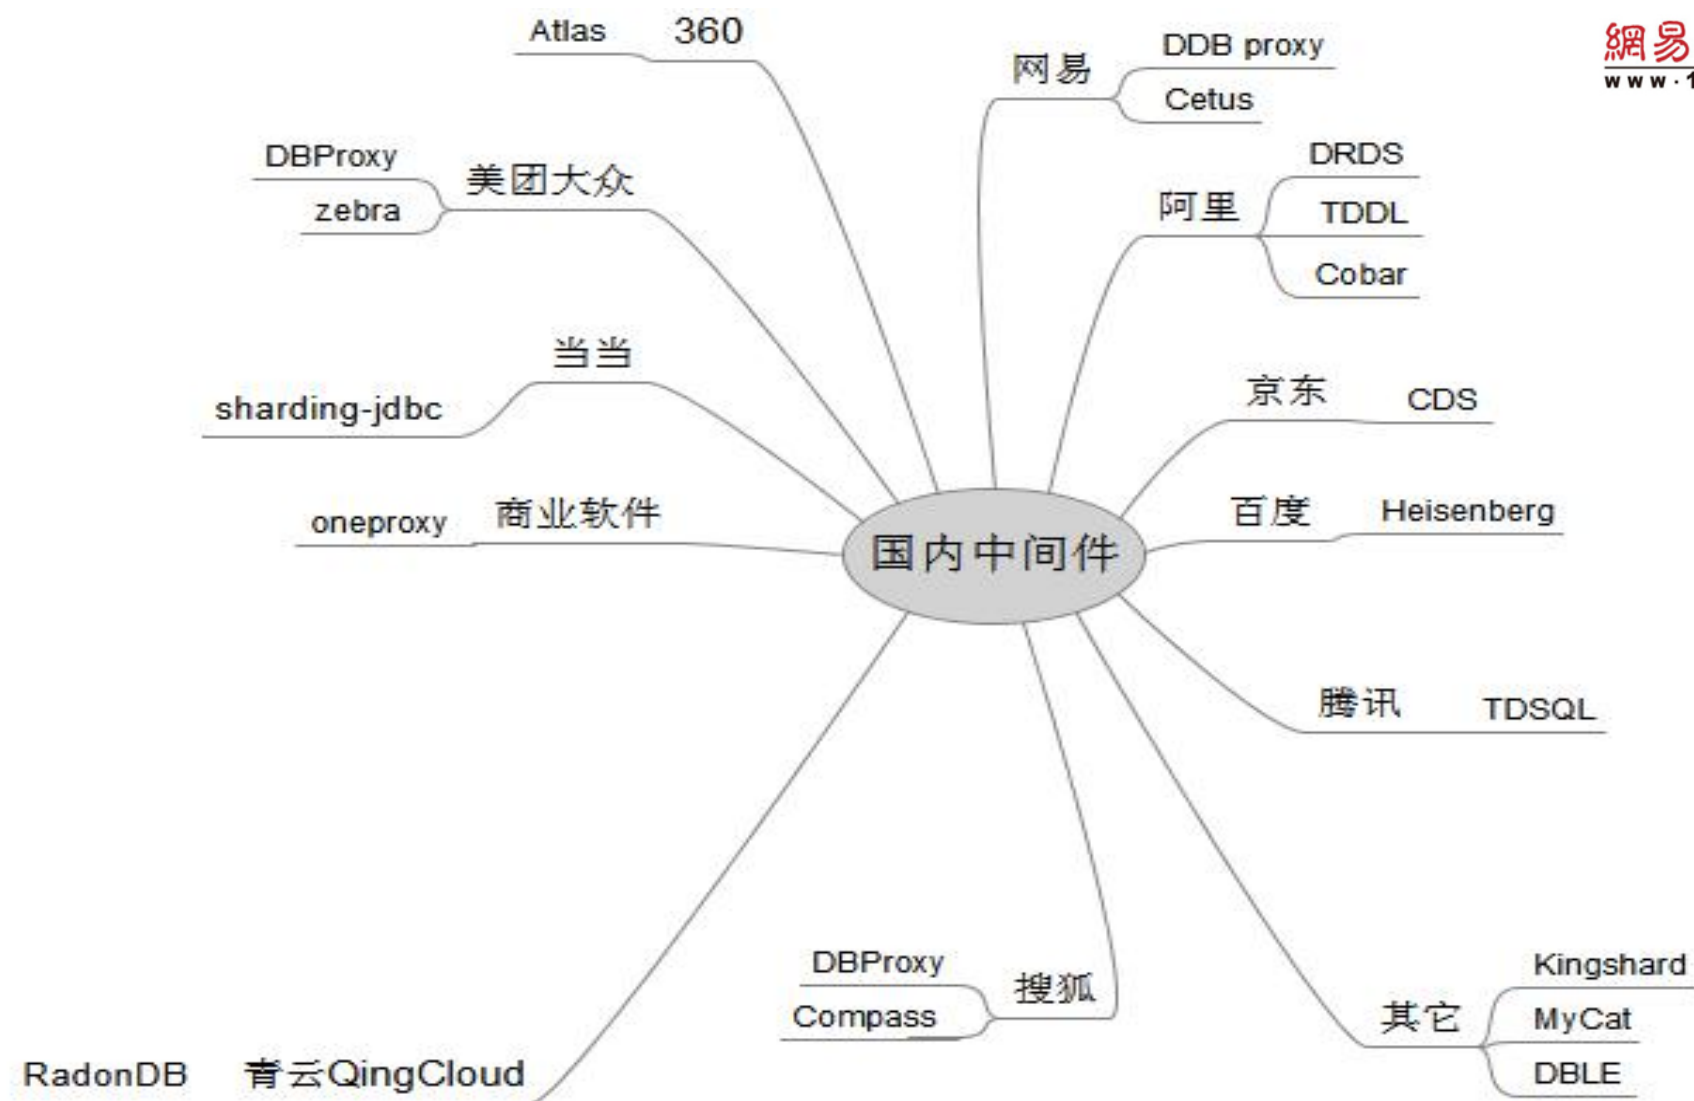 Atlas 360
網易
www.1
网易
DDB proxy
Cetus
阿里
DRDS
TDDL
Cobar
DBProxy
zebra
美团大众
当当
sharding-jdbc
京东 CDS
oneproxy 商业软件
国内中间件
百度 Heisenberg
腾讯 TDSQL
DBProxy
Compass
搜狐
其它
Kingshard
MyCat
DBLE
RadonDB 青云QingCloud